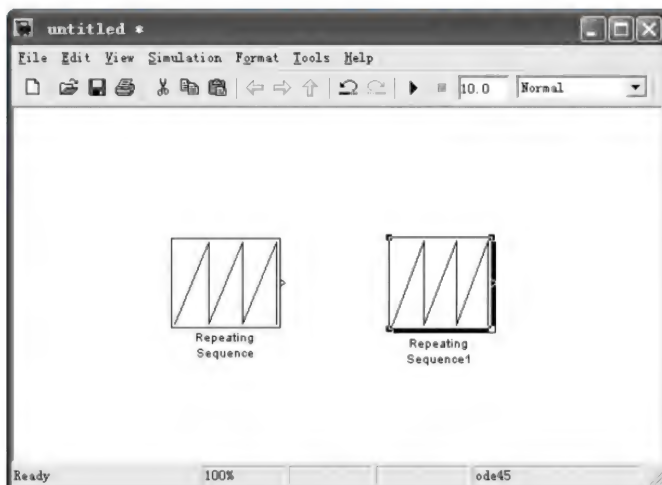 untitled *
File Edit View Simulation Format Tools Help
10.0 Normal
Repeating
Sequence
Repeating
Sequence1
Ready 100% ode45